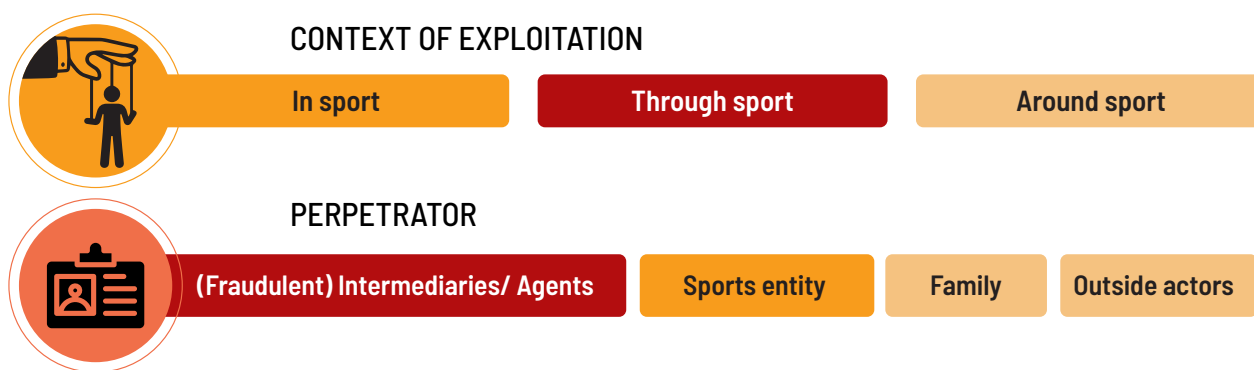 CONTEXT OF EXPLOITATION
In sport Through sport Around sport
PERPETRATOR
(Fraudulent) Intermediaries/ Agents Sports entity Family Outside actors